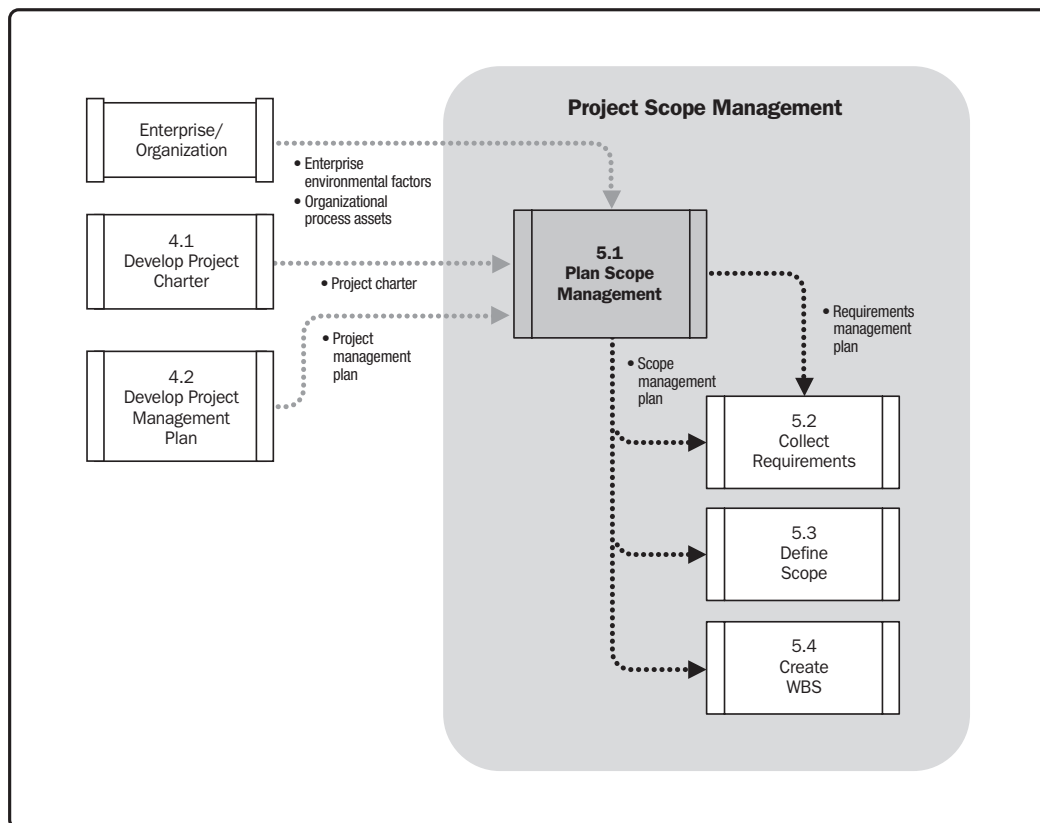 Project Scope Management
Enterprise/
Organization
• Enterprise
environmental factors
• Organizational
process assets
4.1
Develop Project
Charter
• Project charter
5.1
Plan Scope
Management
• Requirements
management
plan
• Project
management
plan
• Scope
management
plan
4.2
Develop Project
Management
Plan
5.2
Collect
Requirements
5.3
Define
Scope
5.4
Create
WBS